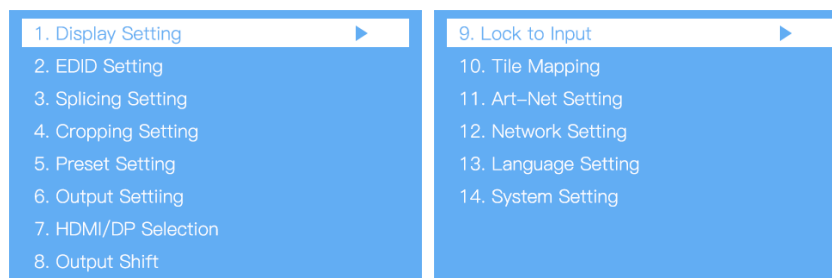 1. Display Setting
2. EDID Setting
3. Splicing Setting
4. Cropping Setting
5. Preset Setting
6. Output Settiing
7. HDMI/DP Selection
8. Output Shift
9. Lock to Input
10. Tile Mapping
11. Art-Net Setting
12. Network Setting
13. Language Setting
14. System Setting